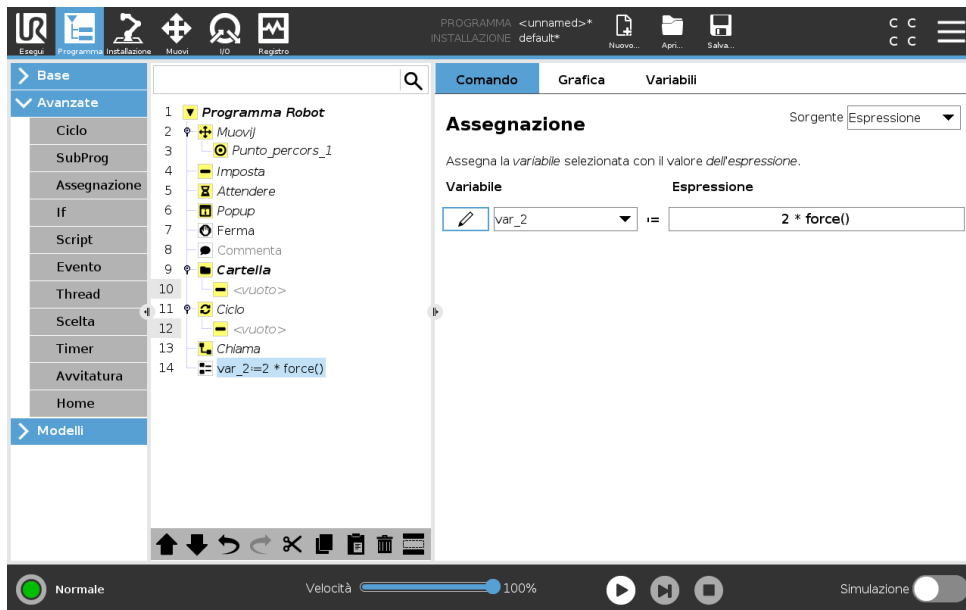 UR
PROGRAMMA <unnamed>*
INSTALLAZIONE default*
C C
C C
Esegui Programma Installazione Muovi I/O Registro Nuovo... Apri... Salva...
Base
Avanzate
Ciclo
SubProg
Assegnazione
If
Script
Evento
Thread
Scelta
Timer
Avvitatura
Home
Modelli
1 Programma Robot
2 MuoviJ
3 Punto_percors_1
4 Imposta
5 Attendere
6 Popup
7 Ferma
8 Commenta
9 Cartella
10 <vuoto>
11 Ciclo
12 <vuoto>
13 Chiama
14 var_2:=2 * force()
Comando Grafica Variabili
Assegnazione
Sorgente Espressione
Assegna la variabile selezionata con il valore dell'espressione.
Variabile Espressione
var_2 := 2 * force()
Normale
Velocità 100%
Simulazione